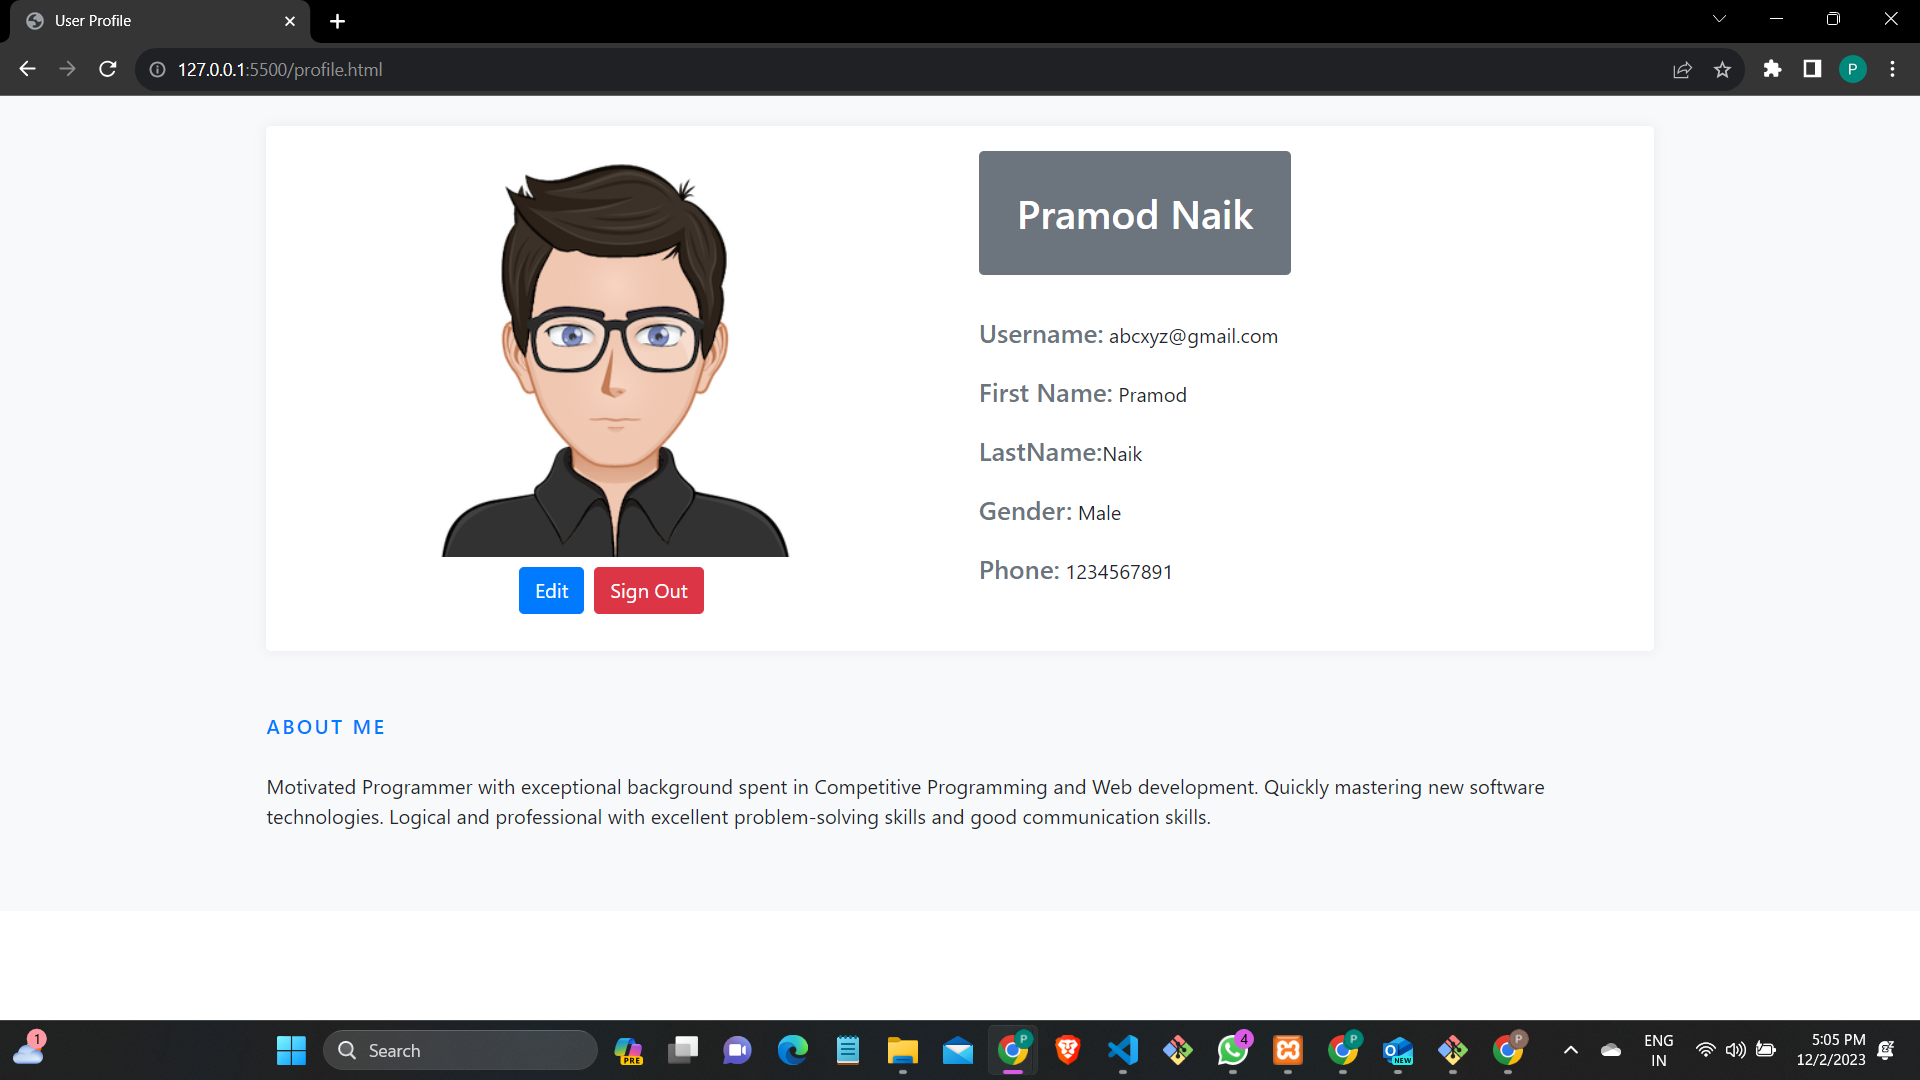 User Profile
127.0.0.1:5500/profile.html
P
Pramod Naik
Username: abcxyz@gmail.com
First Name: Pramod
LastName:Naik
Gender: Male
Phone: 1234567891
Edit
Sign Out
ABOUT ME
Motivated Programmer with exceptional background spent in Competitive Programming and Web development. Quickly mastering new software
technologies. Logical and professional with excellent problem-solving skills and good communication skills.
1
Search
PRE
P
4
P
NEW
P
ENG
IN
5:05 PM
12/2/2023